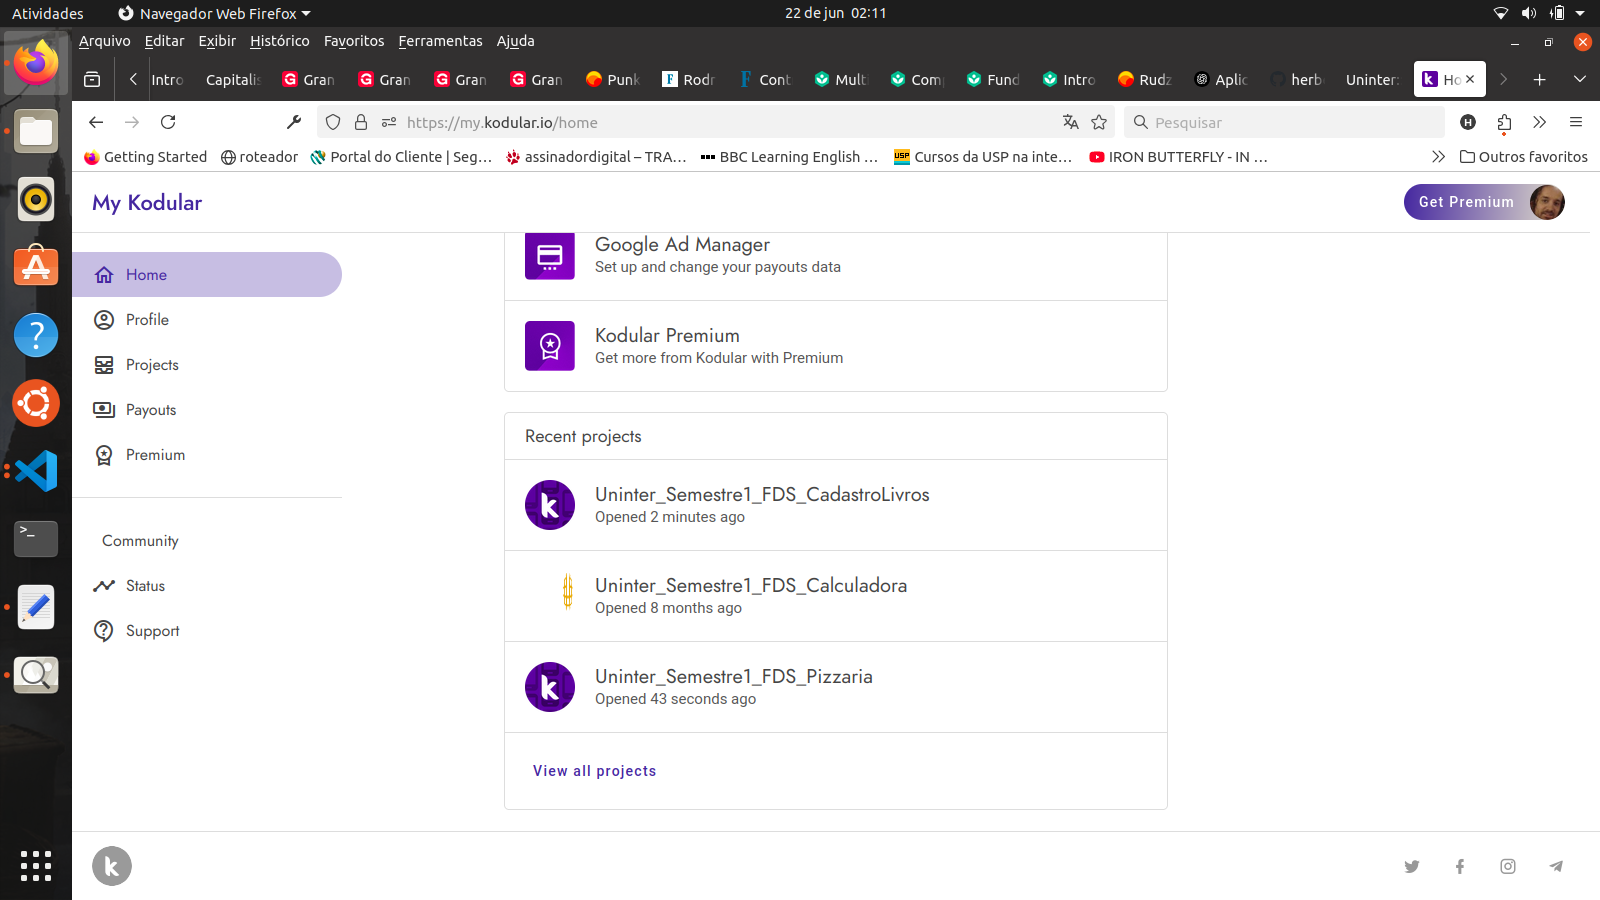 Atividades
Navegador Web Firefox
22 de jun 02:11
Arquivo Editar Exibir Histórico Favoritos Ferramentas Ajuda
Intro
Capitalis
Gran
Gran
Gran
Gran
Punk
Rodr
Cont
Multi
Com
Fund
Intro
Rudz
Aplic
herb
Uninter:
Ho
https://my.kodular.io/home
Pesquisar
Getting Started
roteador
Portal do Cliente | Seg…
assinadordigital – TRA…
BBC Learning English …
Cursos da USP na inte…
IRON BUTTERFLY - IN …
Outros favoritos
My Kodular
Get Premium
Home
Profile
Projects
Payouts
Premium
Community
Status
Support
Google Ad Manager
Set up and change your payouts data
Kodular Premium
Get more from Kodular with Premium
Recent projects
Uninter_Semestre1_FDS_CadastroLivros
Opened 2 minutes ago
Uninter_Semestre1_FDS_Calculadora
Opened 8 months ago
Uninter_Semestre1_FDS_Pizzaria
Opened 43 seconds ago
View all projects